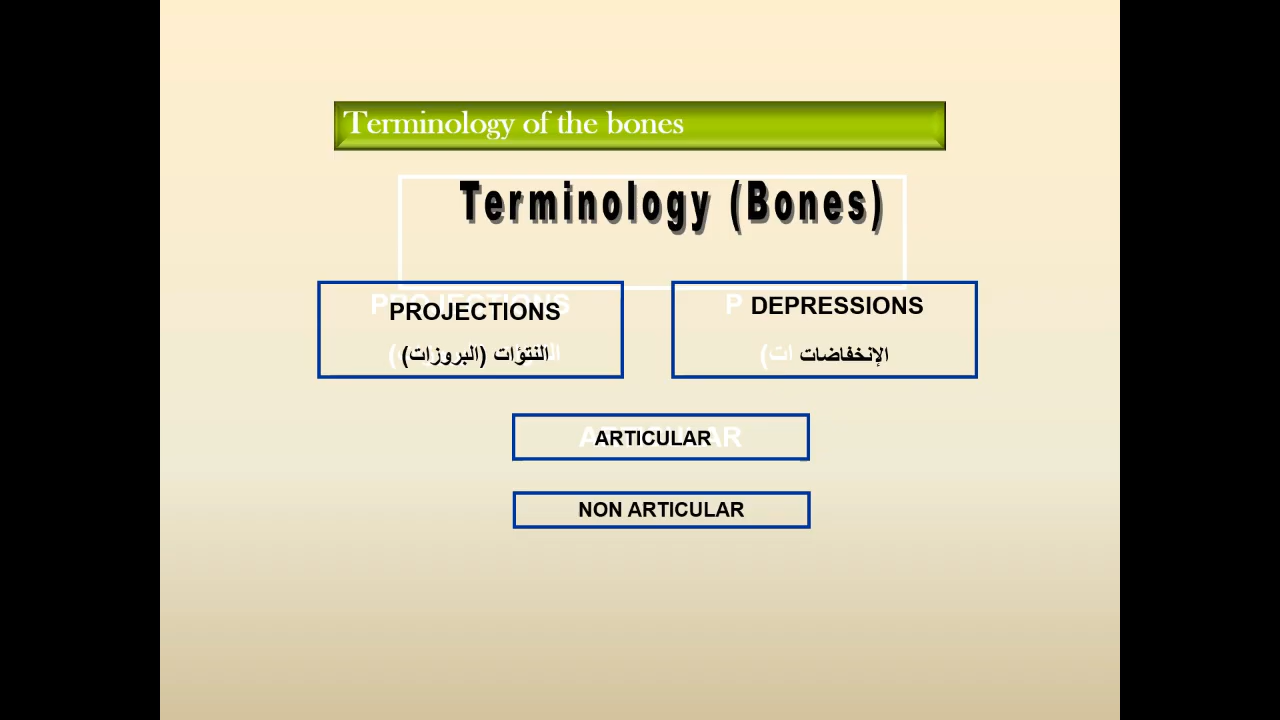 Terminology of the bones
Terminology (Bones)
PROJECTIONS
النتؤات (البروزات)
DEPRESSIONS
الإنخفاضات
ARTICULAR
NON ARTICULAR